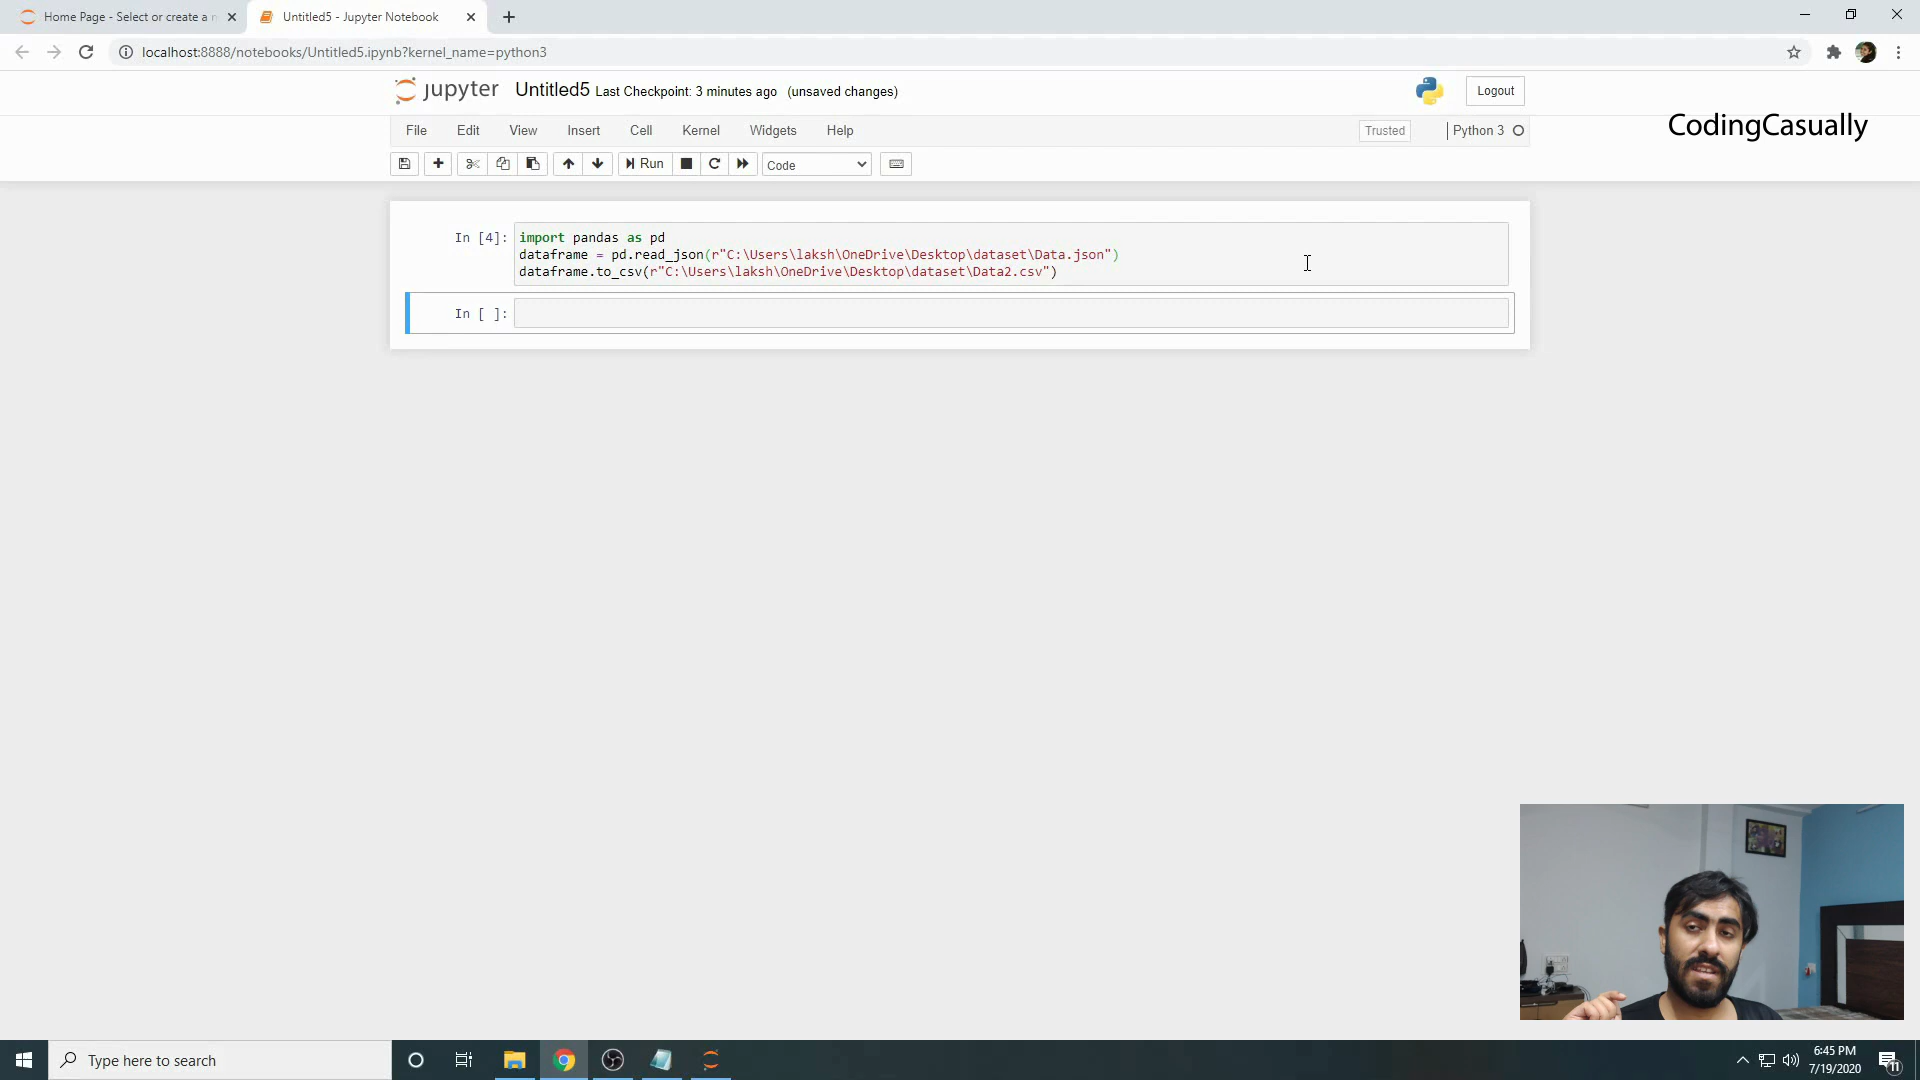 Home Page - Select or create a n
Untitled5 - Jupyter Notebook
localhost:8888/notebooks/Untitled5.ipynb?kernel_name=python3
jupyter Untitled5 Last Checkpoint: 3 minutes ago (unsaved changes)
Logout
File Edit View Insert Cell Kernel Widgets Help
Trusted
Python 3
CodingCasually
Run
Code
In [4]:
import pandas as pd
dataframe = pd.read_json(r"C:\Users\laksh\OneDrive\Desktop\dataset\Data.json")
dataframe.to_csv(r"C:\Users\laksh\OneDrive\Desktop\dataset\Data2.csv")
In [ ]:
Type here to search
6:45 PM
7/19/2020
11